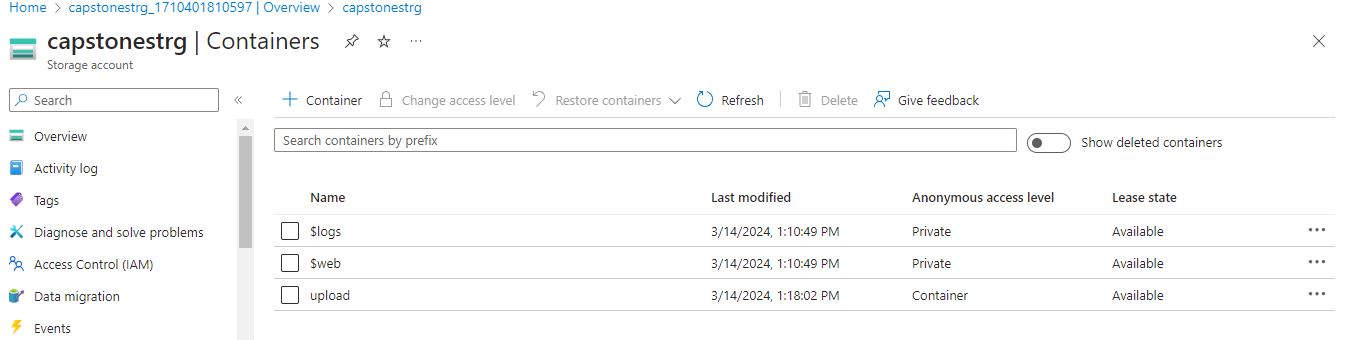 Home > capstonestrg_1710401810597 | Overview > capstonestrg
capstonestrg | Containers ...
Storage account
Search «
Overview
Activity log
Tags
Diagnose and solve problems
Access Control (IAM)
Data migration
Events
+ Container Change access level Restore containers Refresh Delete Give feedback
Search containers by prefix Show deleted containers
Name Last modified Anonymous access level Lease state
$logs 3/14/2024, 1:10:49 PM Private Available ...
$web 3/14/2024, 1:10:49 PM Private Available ...
upload 3/14/2024, 1:18:02 PM Container Available ...